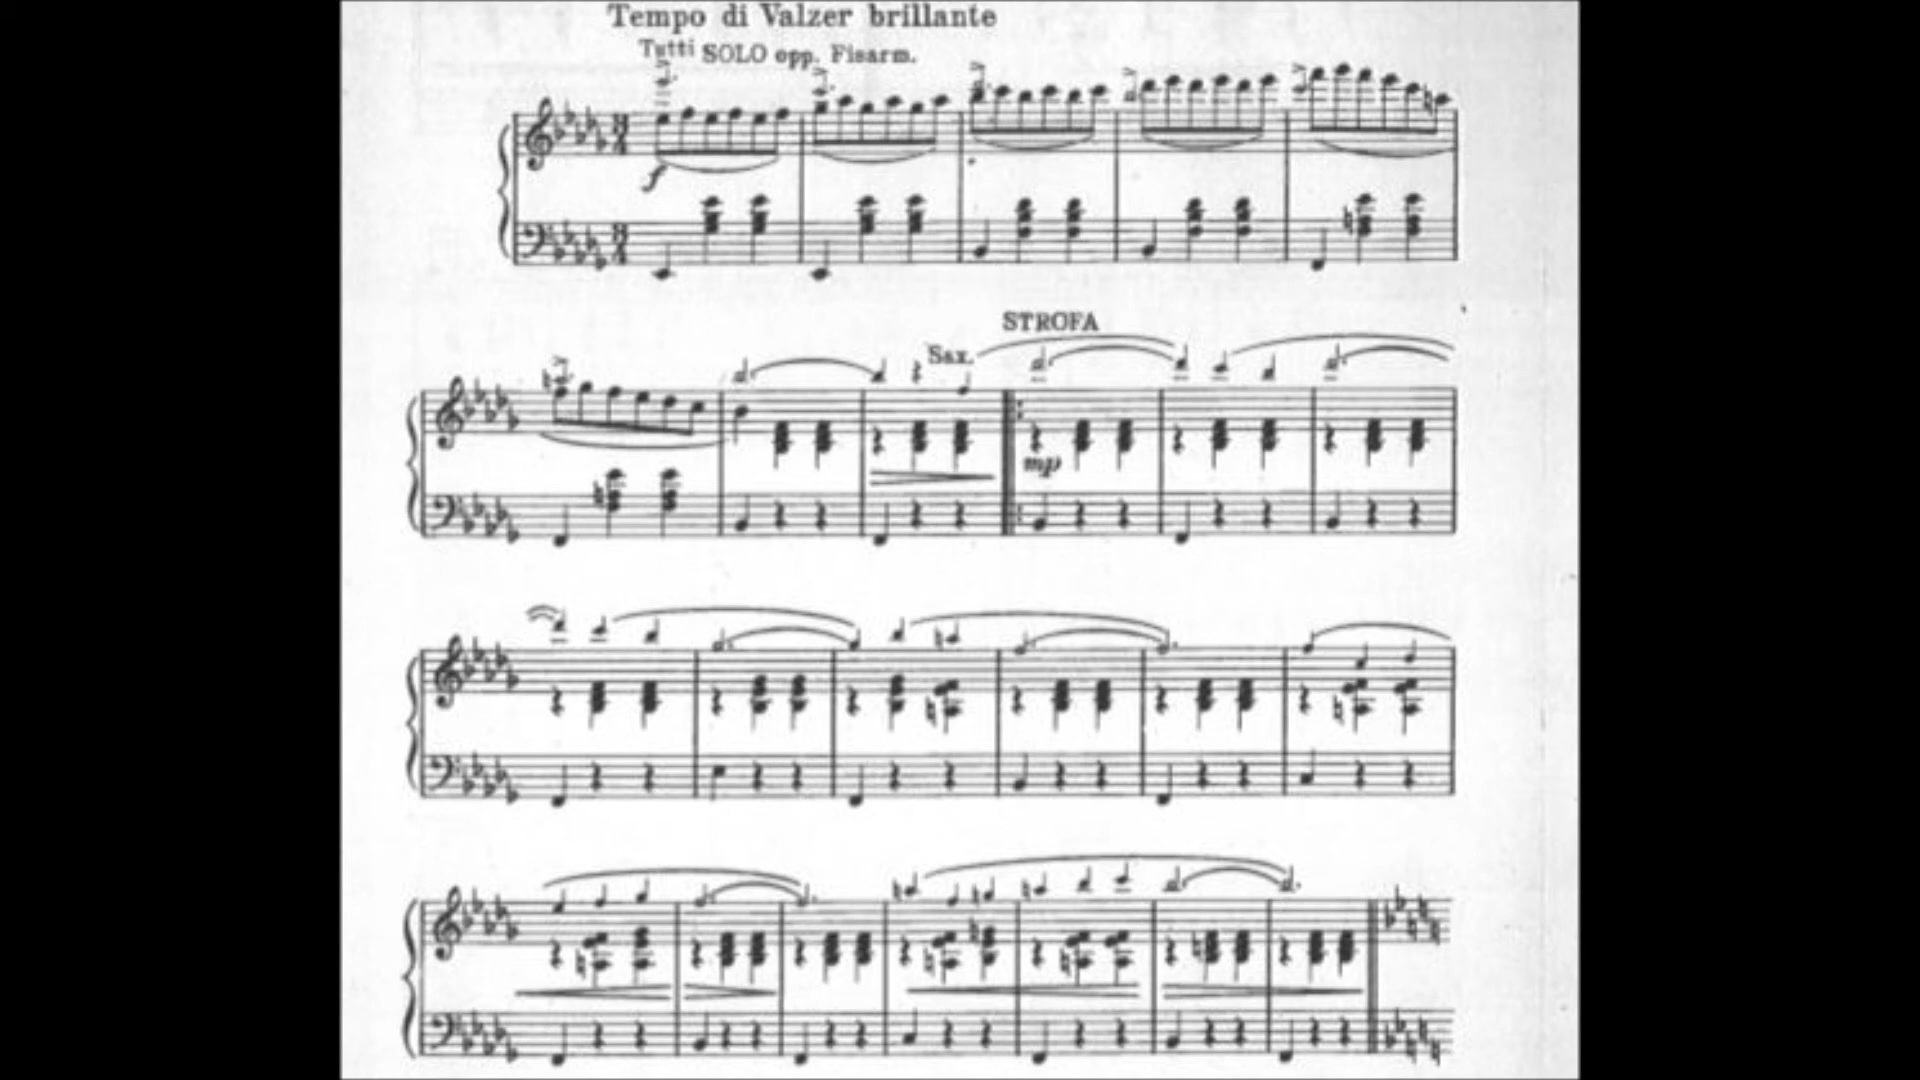 Tempo di Valzer brillante
Tutti SOLO opp. Fisarm.
f
STROFA
Sax.
mp